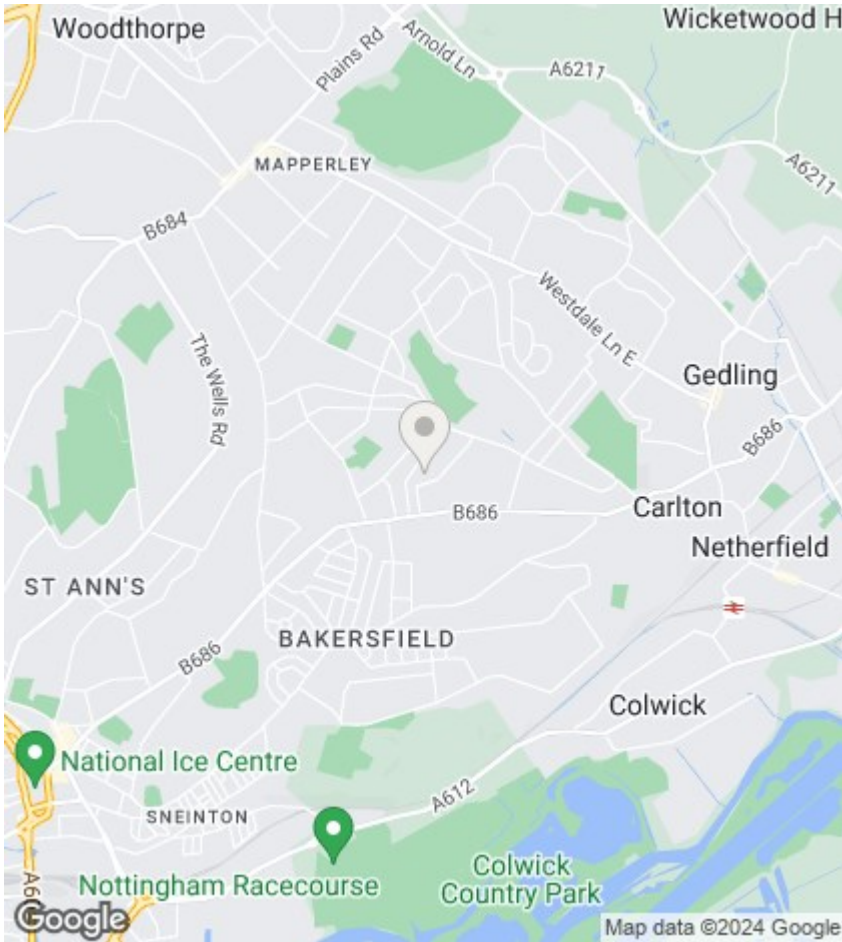 Woodthorpe
Wicketwood H
Plains Rd
Arnold Ln
A6211
MAPPERLEY
A6211
B684
Westdale Ln E
The Wells Rd
Gedling
B686
B686
Carlton
Netherfield
ST ANN'S
BAKERSFIELD
B686
Colwick
National Ice Centre
A612
SNEINTON
Colwick
Country Park
Nottingham Racecourse
A60
Google
Map data ©2024 Google